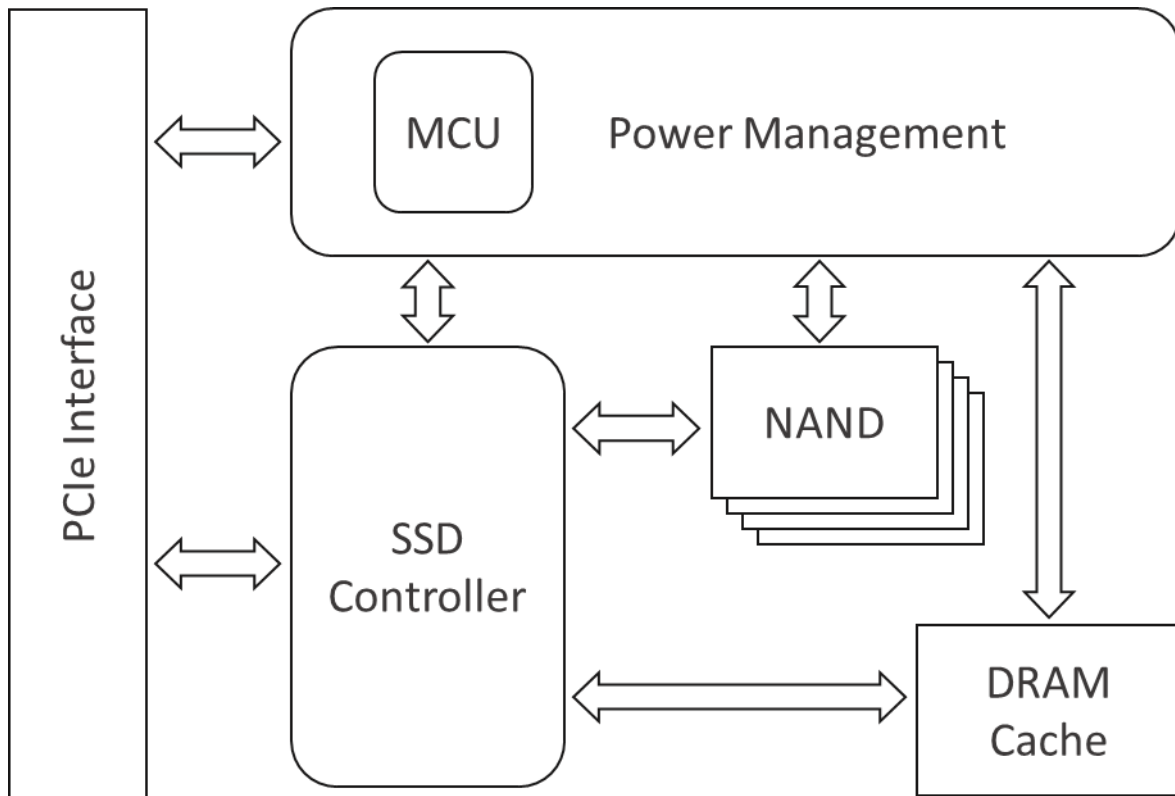 PCIe Interface
MCU
Power Management
SSD
Controller
NAND
DRAM
Cache